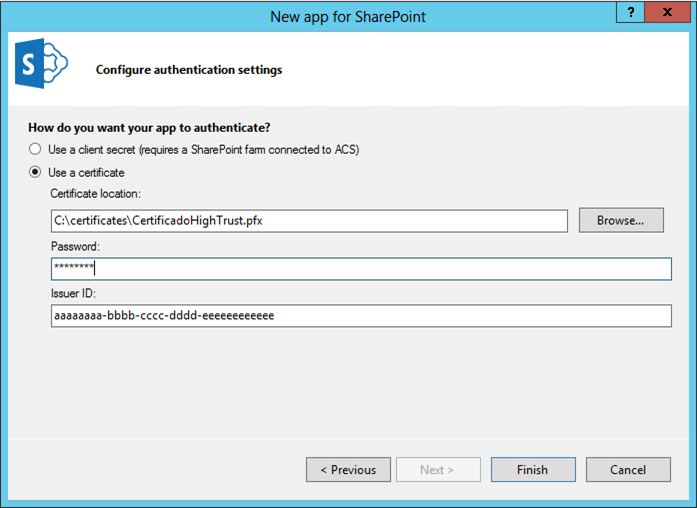 New app for SharePoint
?
x
S
Configure authentication settings
How do you want your app to authenticate?
Use a client secret (requires a SharePoint farm connected to ACS)
Use a certificate
Certificate location:
C:\certificates\CertificadoHighTrust.pfx
Browse...
Password:
********
Issuer ID:
aaaaaaaa-bbbb-cccc-dddd-eeeeeeeeeeee
< Previous
Next >
Finish
Cancel